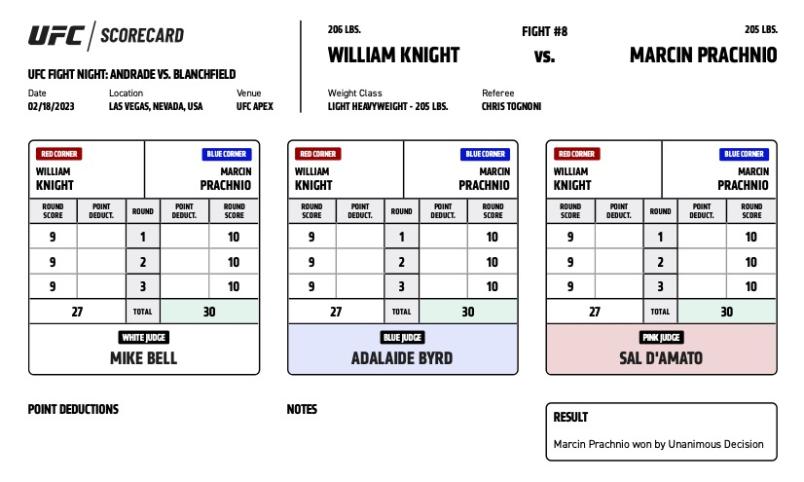 UFC / SCORECARD
UFC FIGHT NIGHT: ANDRADE VS. BLANCHFIELD
Date Location Venue
02/18/2023 LAS VEGAS, NEVADA, USA UFC APEX
206 LBS. FIGHT #8 205 LBS.
WILLIAM KNIGHT VS. MARCIN PRACHNIO
Weight Class Referee
LIGHT HEAVYWEIGHT - 205 LBS. CHRIS TOGNONI
RED CORNER BLUE CORNER
WILLIAM MARCIN
KNIGHT PRACHNIO
ROUND SCORE POINT DEDUCT. ROUND POINT DEDUCT. ROUND SCORE
9 1 10
9 2 10
9 3 10
27 TOTAL 30
WHITE JUDGE
MIKE BELL
RED CORNER BLUE CORNER
WILLIAM MARCIN
KNIGHT PRACHNIO
ROUND SCORE POINT DEDUCT. ROUND POINT DEDUCT. ROUND SCORE
9 1 10
9 2 10
9 3 10
27 TOTAL 30
BLUE JUDGE
ADALAIDE BYRD
RED CORNER BLUE CORNER
WILLIAM MARCIN
KNIGHT PRACHNIO
ROUND SCORE POINT DEDUCT. ROUND POINT DEDUCT. ROUND SCORE
9 1 10
9 2 10
9 3 10
27 TOTAL 30
PINK JUDGE
SAL D'AMATO
POINT DEDUCTIONS
NOTES
RESULT
Marcin Prachnio won by Unanimous Decision